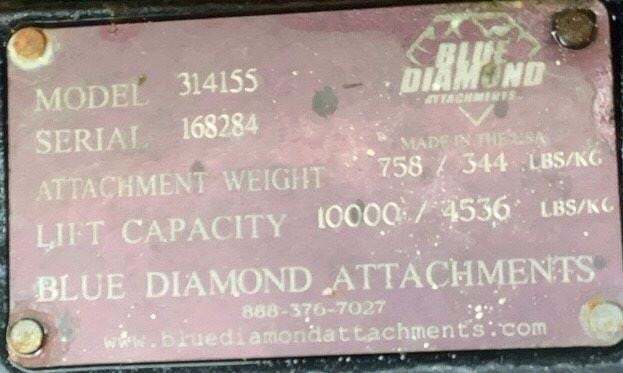 BLUE
DIAMOND
ATTACHMENTS
MODEL 314155
SERIAL 168284
MADE IN THE USA
ATTACHMENT WEIGHT 758 / 344 LBS/KG
LIFT CAPACITY 10000 / 4536 LBS/KG
BLUE DIAMOND ATTACHMENTS
888-376-7027
www.bluediamondattachments.com